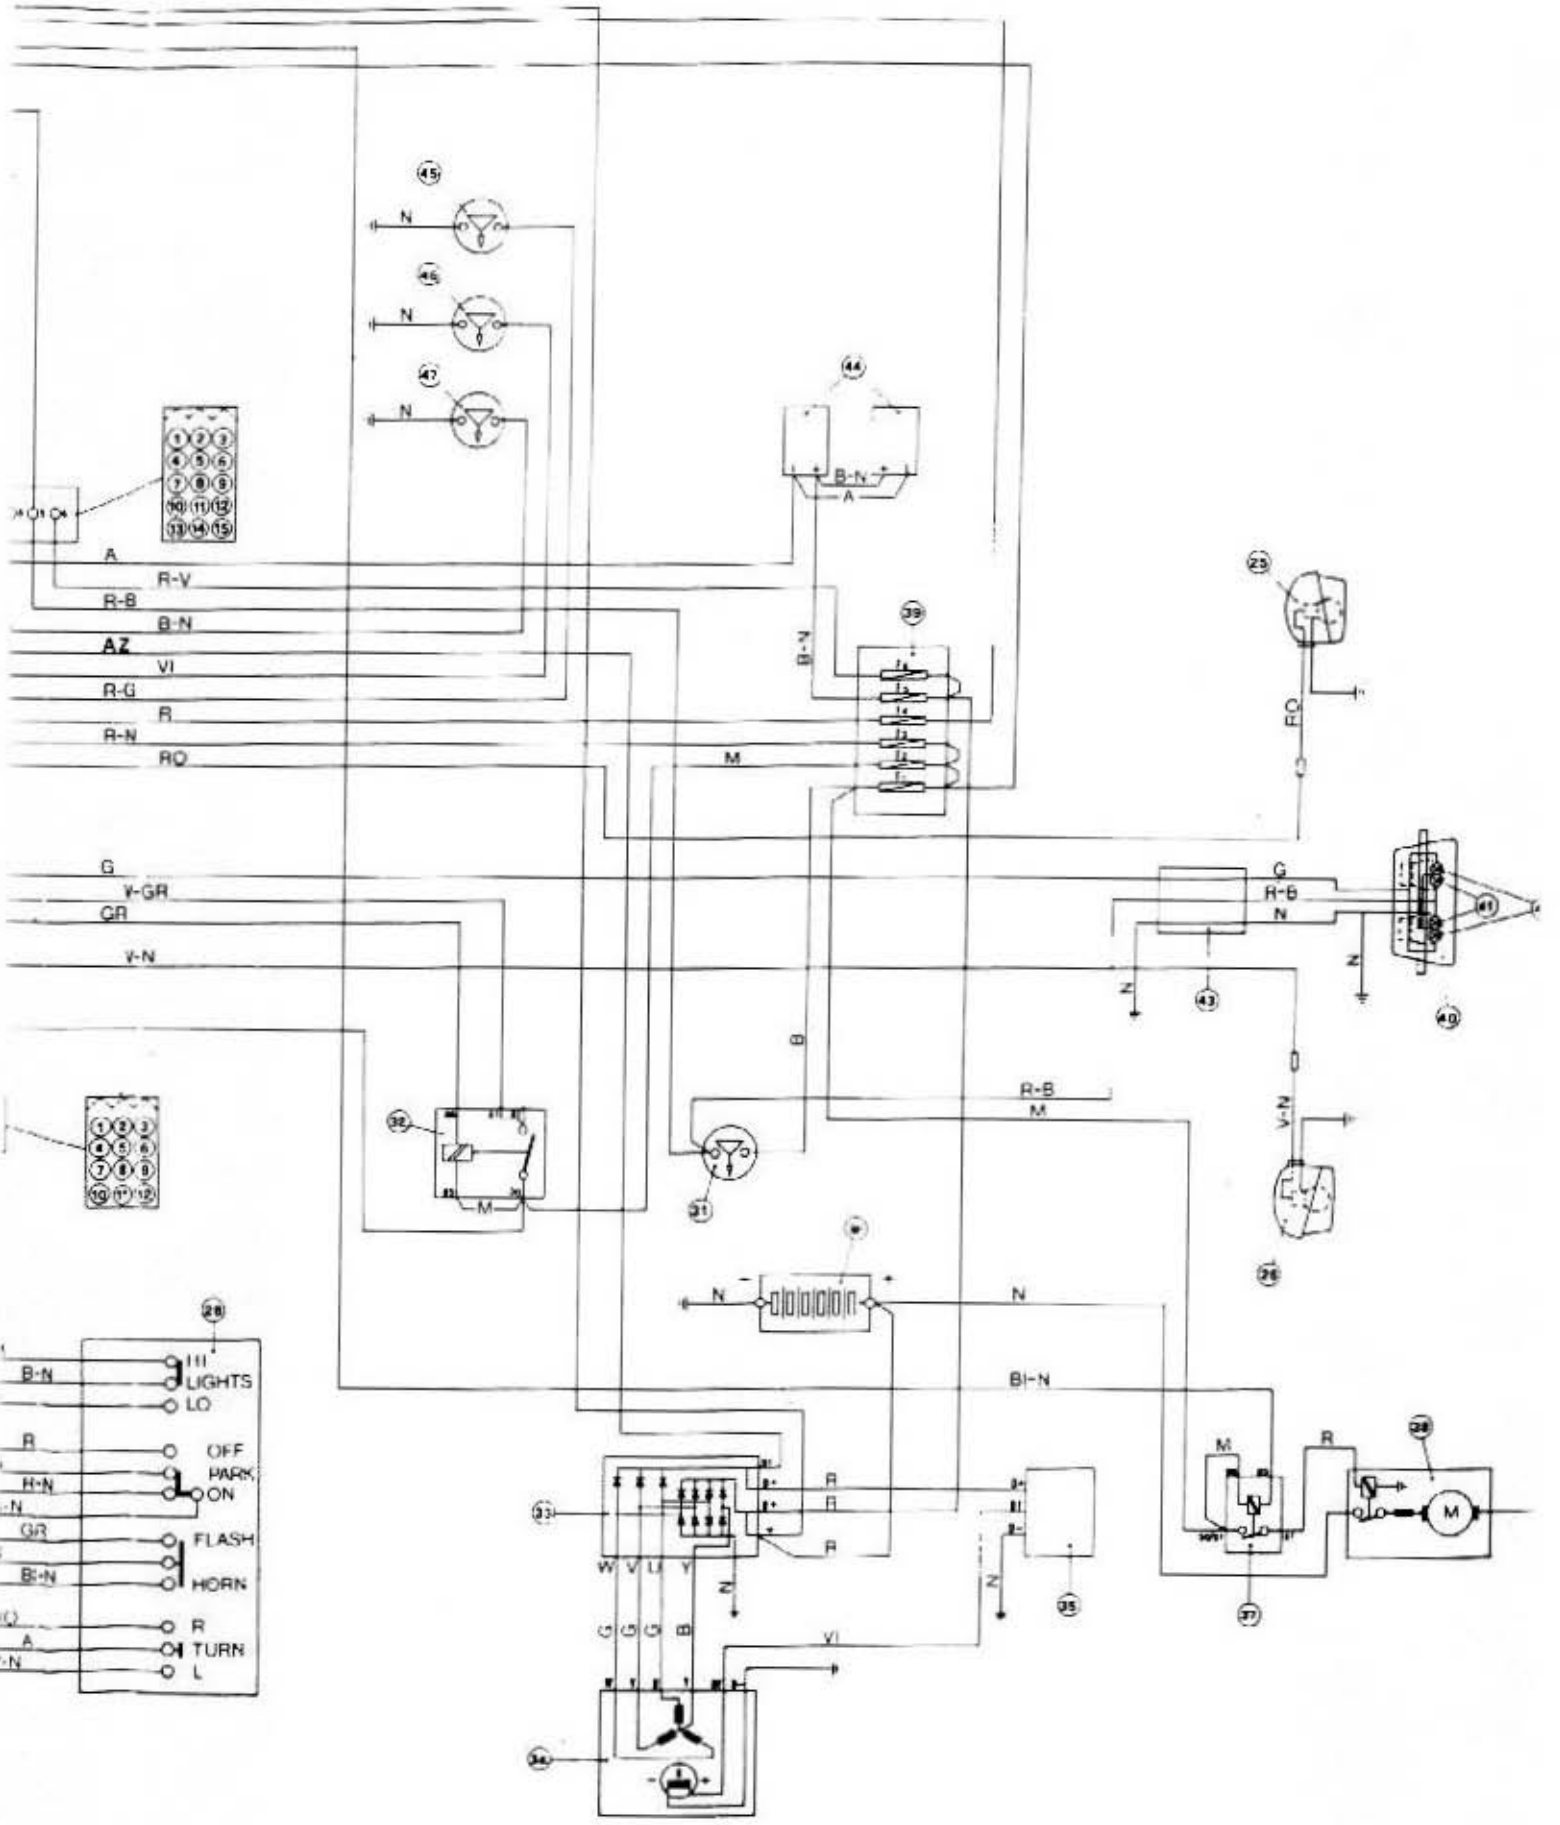 45
N
46
N
47
N
44
1 2 3
4 5 6
7 8 9
10 11 12
13 14 15
B-N
A
A
R-V
R-B
B-N
AZ
VI
R-G
R
R-N
RO
B-N
39
M
25
RO
G
V-GR
GR
V-N
G
R-B
N
41
N
N
43
40
B
R-B
M
V-N
32
M
31
1 2 3
4 5 6
7 8 9
10 11 12
26
- +
N
N
28
HI
B-N
LIGHTS
LO
BI-N
R
OFF
PARK
R-N
ON
-N
GR
FLASH
BI-N
HORN
R
A
TURN
-N
L
33
R
R
R
W V U Y
N
G G G B
N
35
M
R
38
M
37
VI
34
- +